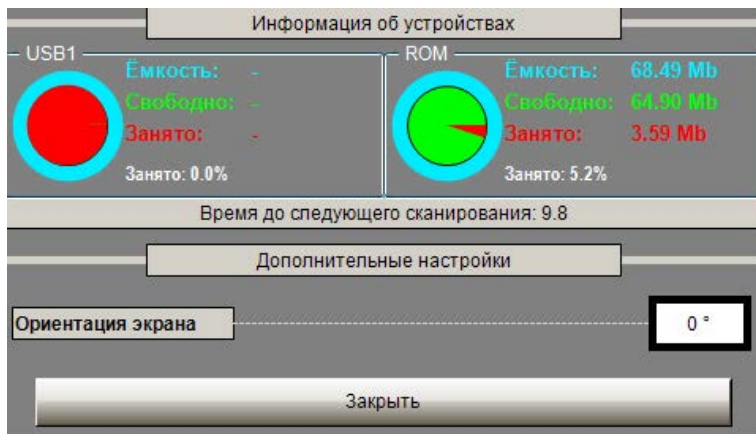 Информация об устройствах
USB1
Ёмкость: -
Свободно: -
Занято: -
Занято: 0.0%
ROM
Ёмкость: 68.49 Mb
Свободно: 64.90 Mb
Занято: 3.59 Mb
Занято: 5.2%
Время до следующего сканирования: 9.8
Дополнительные настройки
Ориентация экрана 0 °
Закрыть